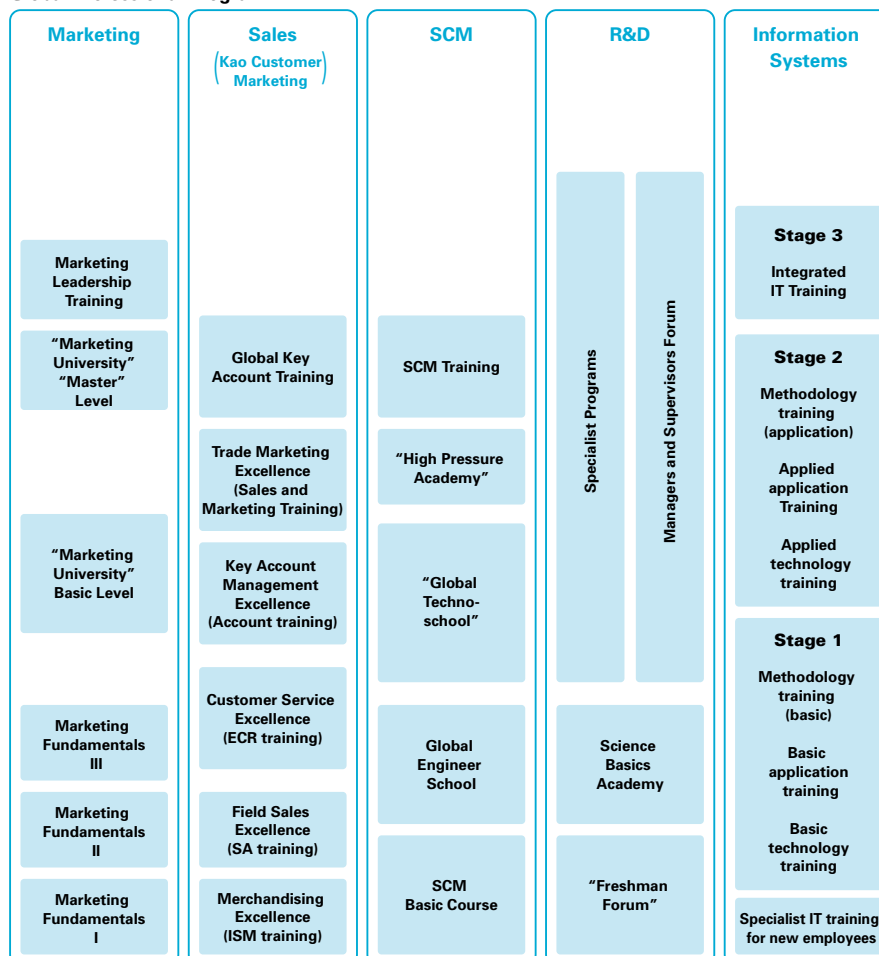 Marketing
Marketing
Leadership
Training
“Marketing
University”
“Master”
Level
“Marketing
University”
Basic Level
Marketing
Fundamentals
III
Marketing
Fundamentals
II
Marketing
Fundamentals
I
Sales
(Kao Customer
Marketing)
Global Key
Account Training
Trade Marketing
Excellence
(Sales and
Marketing Training)
Key Account
Management
Excellence
(Account training)
Customer Service
Excellence
(ECR training)
Field Sales
Excellence
(SA training)
Merchandising
Excellence
(ISM training)
SCM
SCM Training
“High Pressure
Academy”
“Global
Techno-
school”
Global
Engineer
School
SCM
Basic Course
R&D
Specialist Programs
Managers and Supervisors Forum
Science
Basics
Academy
“Freshman
Forum”
Information
Systems
Stage 3
Integrated
IT Training
Stage 2
Methodology
training
(application)
Applied
application
Training
Applied
technology
training
Stage 1
Methodology
training
(basic)
Basic
application
training
Basic
technology
training
Specialist IT training
for new employees